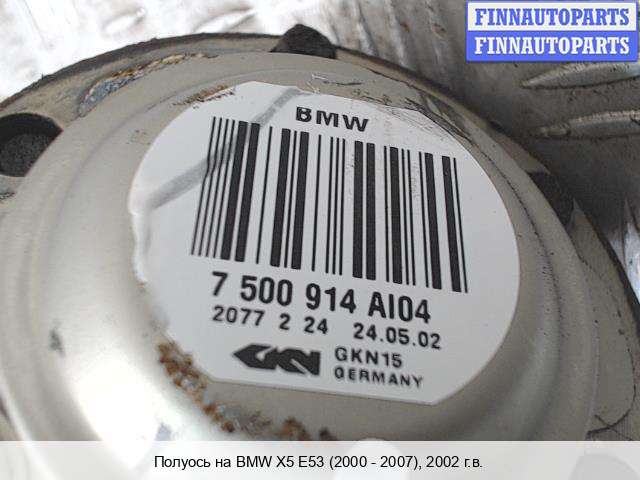 FINNAUTOPARTS
FINNAUTOPARTS
BMW
7 500 914 AI04
2077 2 24 24.05.02
GKN GKN15
GERMANY
Полуось на BMW X5 E53 (2000 - 2007), 2002 г.в.